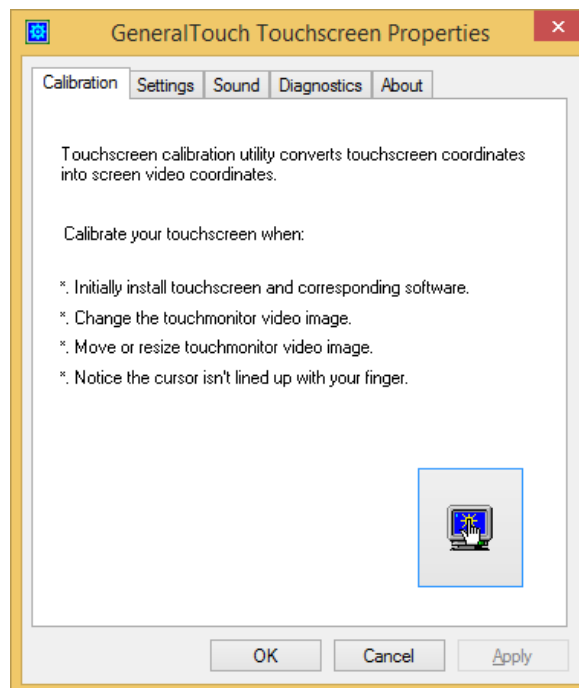 GeneralTouch Touchscreen Properties
Calibration Settings Sound Diagnostics About
Touchscreen calibration utility converts touchscreen coordinates
into screen video coordinates.
Calibrate your touchscreen when:
*. Initially install touchscreen and corresponding software.
*. Change the touchmonitor video image.
*. Move or resize touchmonitor video image.
*. Notice the cursor isn't lined up with your finger.
OK Cancel Apply